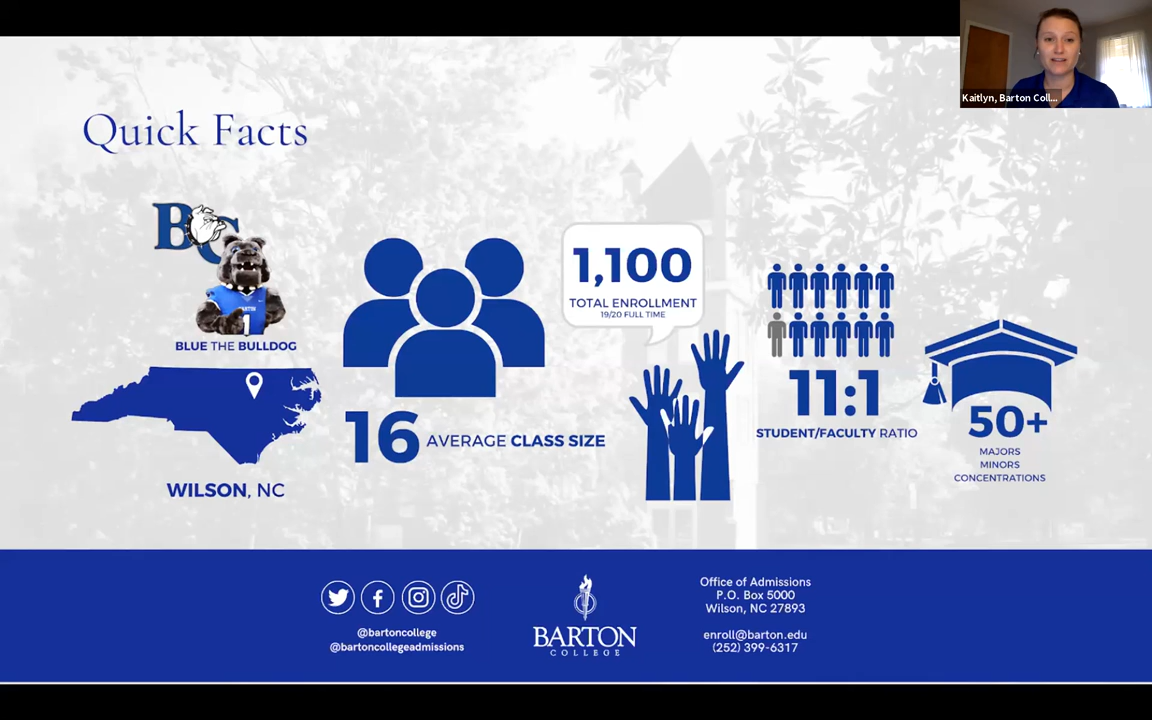 Kaitlyn, Barton Coll...
Quick Facts
BC
BARTON
1
BLUE THE BULLDOG
WILSON, NC
16 AVERAGE CLASS SIZE
1,100
TOTAL ENROLLMENT
19/20 FULL TIME
11:1
STUDENT/FACULTY RATIO
50+
MAJORS
MINORS
CONCENTRATIONS
@bartoncollege
@bartoncollegeadmissions
BARTON
COLLEGE
Office of Admissions
P.O. Box 5000
Wilson, NC 27893
enroll@barton.edu
(252) 399-6317